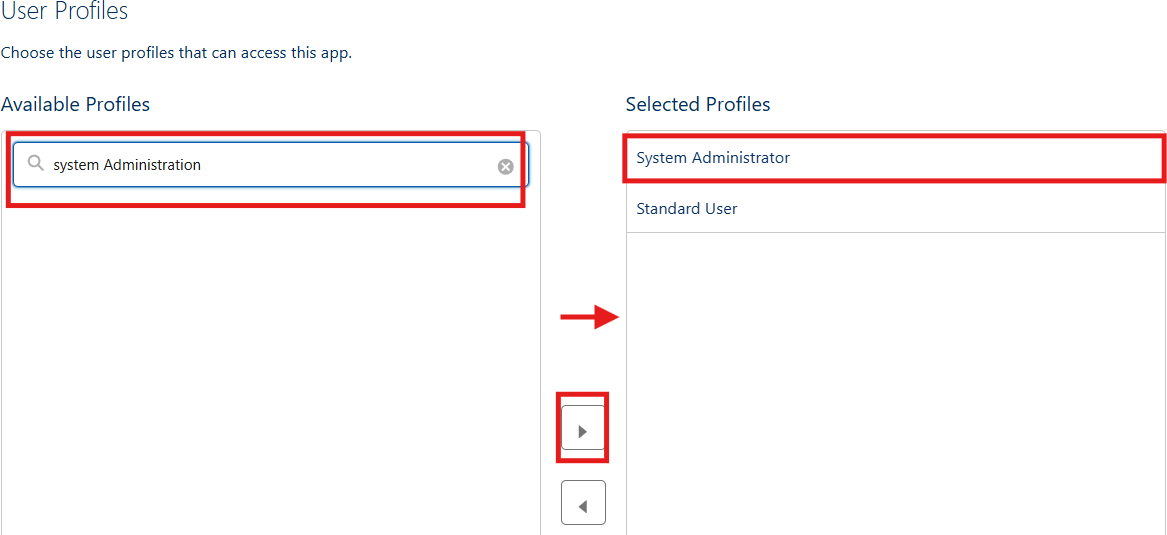 User Profiles
Choose the user profiles that can access this app.
Available Profiles
Selected Profiles
system Administration
System Administrator
Standard User